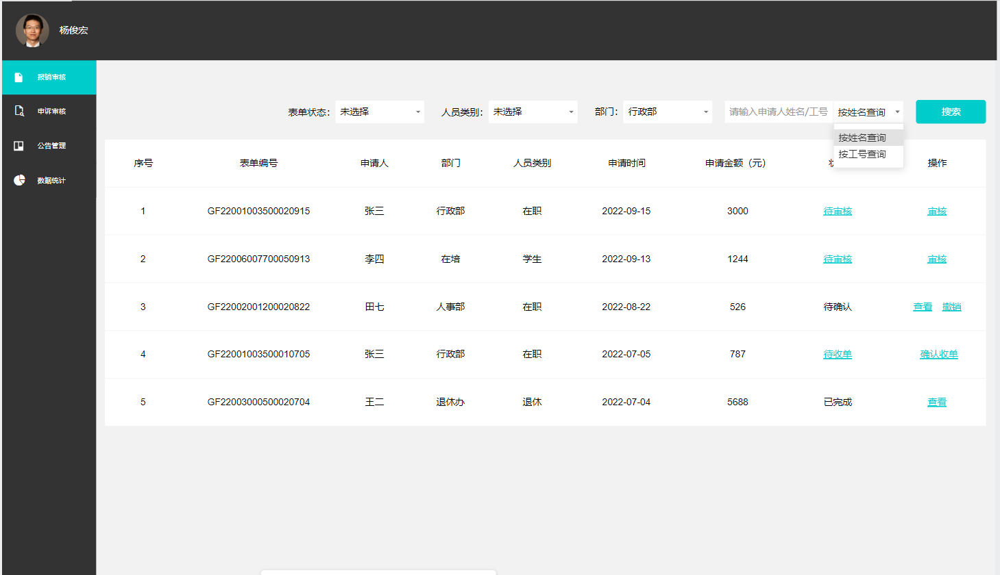 杨俊宏
报销审核
申诉审核
公告管理
数据统计
表单状态： 未选择 人员类别： 未选择 部门： 行政部 请输入申请人姓名/工号 按姓名查询 搜索
按姓名查询
按工号查询
序号 表单编号 申请人 部门 人员类别 申请时间 申请金额（元） 操作
1 GF22001003500020915 张三 行政部 在职 2022-09-15 3000 待审核 审核
2 GF22006007700050913 李四 在培 学生 2022-09-13 1244 待审核 审核
3 GF22002001200020822 田七 人事部 在职 2022-08-22 526 待确认 查看 撤销
4 GF22001003500010705 张三 行政部 在职 2022-07-05 787 待收单 确认收单
5 GF22003000500020704 王二 退休办 退休 2022-07-04 5688 已完成 查看